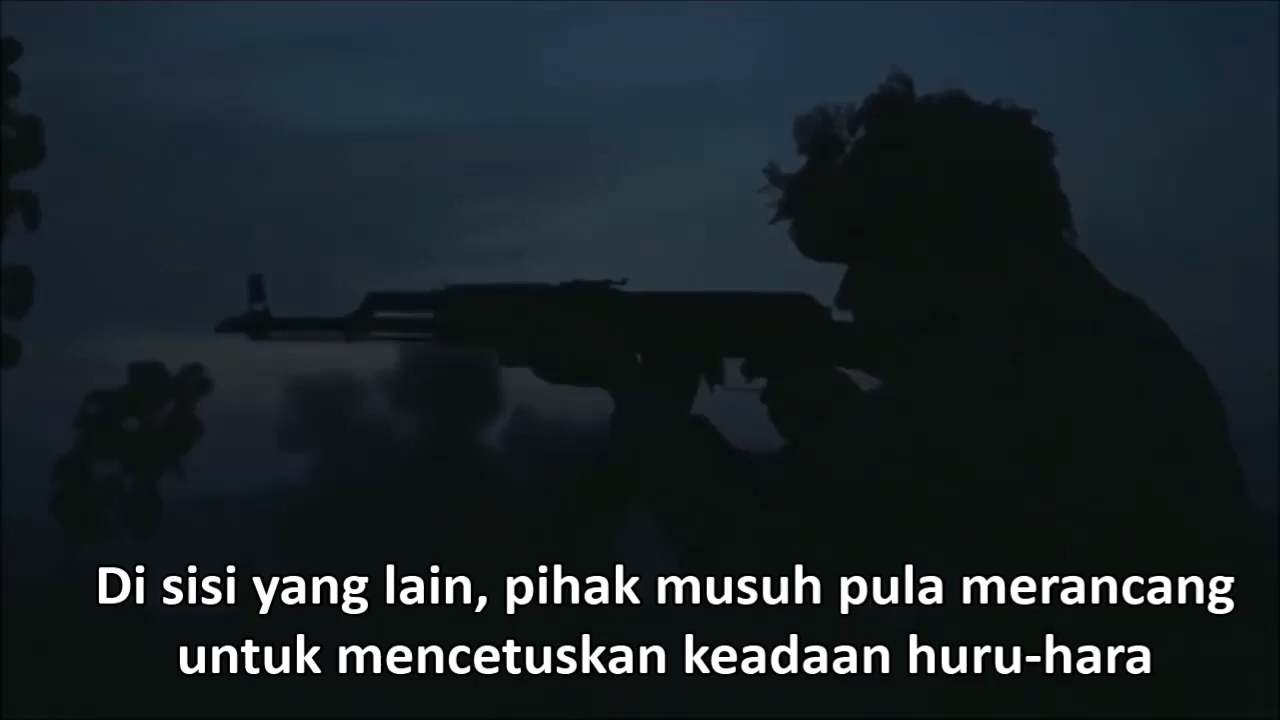 Di sisi yang lain, pihak musuh pula merancang
untuk mencetuskan keadaan huru-hara